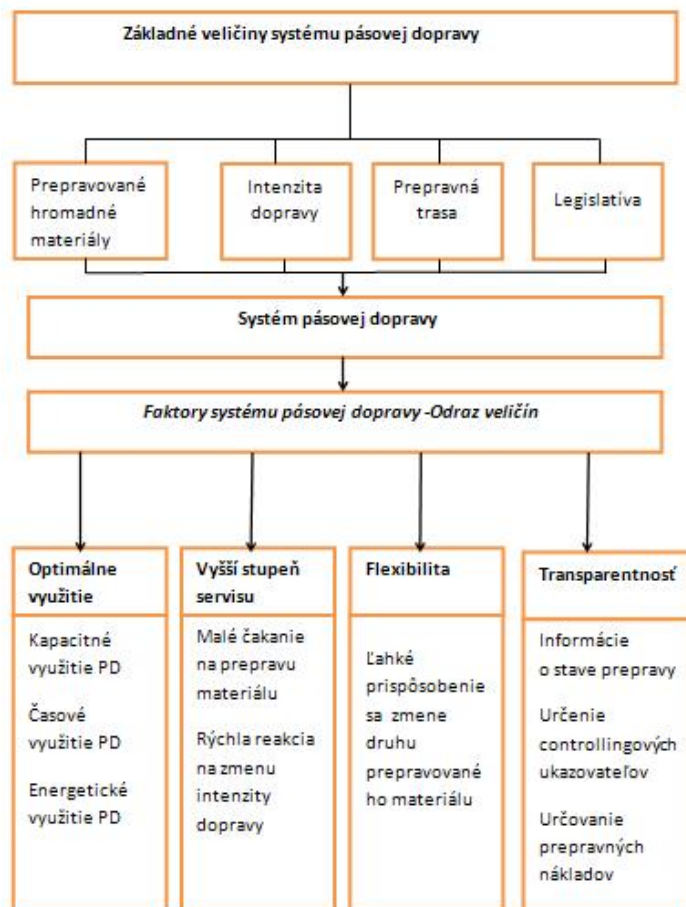 Základné veličiny systému pásovej dopravy
Prepravované
hromadné
materiály
Intenzita
dopravy
Prepravná
trasa
Legislatíva
Systém pásovej dopravy
Faktory systému pásovej dopravy -Odraz veličín
Optimálne
využitie
Kapacitné
využitie PD
Časové
využitie PD
Energetické
využitie PD
Vyšší stupeň
servisu
Malé čakanie
na prepravu
materiálu
Rýchla reakcia
na zmenu
intenzity
dopravy
Flexibilita
Ľahké
prispôsobenie
sa zmene
druhu
prepravované
ho materiálu
Transparentnosť
Informácie
o stave prepravy
Určenie
controllingových
ukazovateľov
Určovanie
prepravných
nákladov